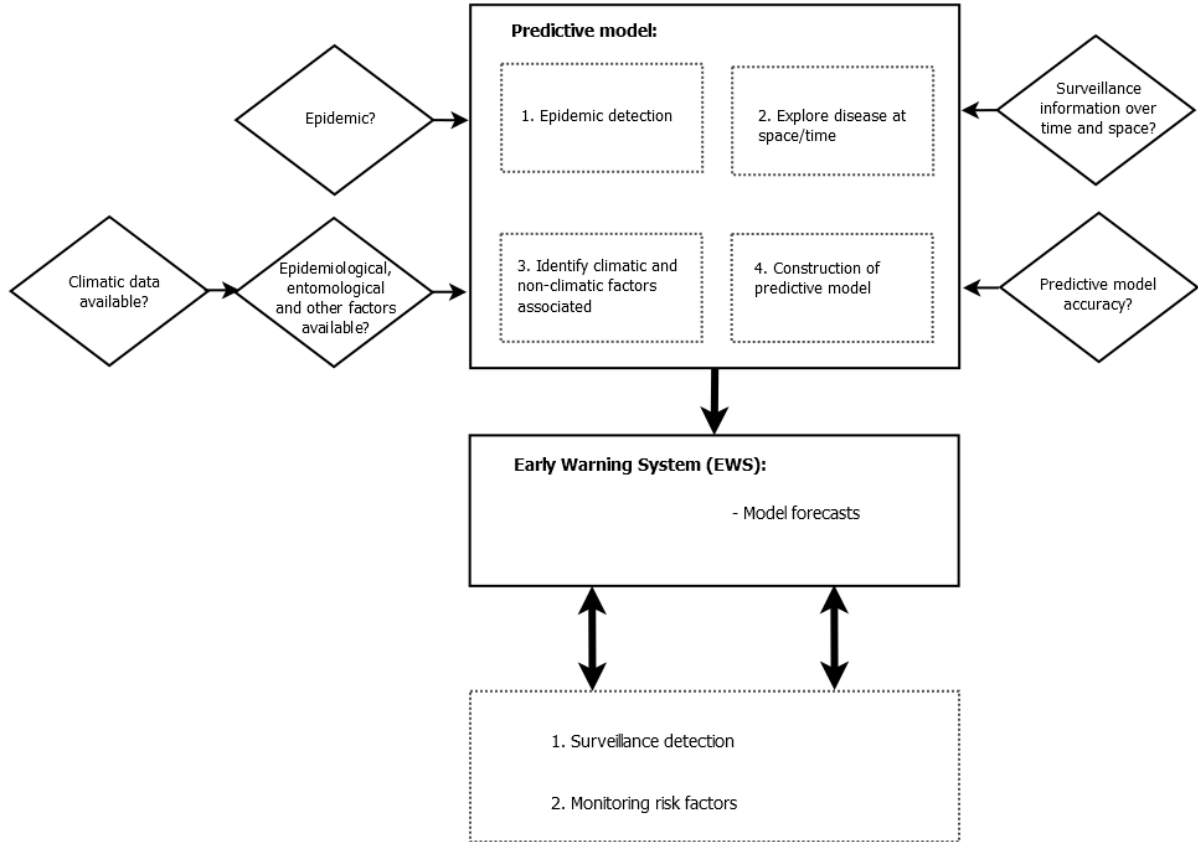 Predictive model:
Epidemic?
1. Epidemic detection
2. Explore disease at
space/time
Surveillance
information over
time and space?
Climatic data
available?
Epidemiological,
entomological
and other factors
available?
3. Identify climatic and
non-climatic factors
associated
4. Construction of
predictive model
Predictive model
accuracy?
Early Warning System (EWS):
- Model forecasts
1. Surveillance detection
2. Monitoring risk factors